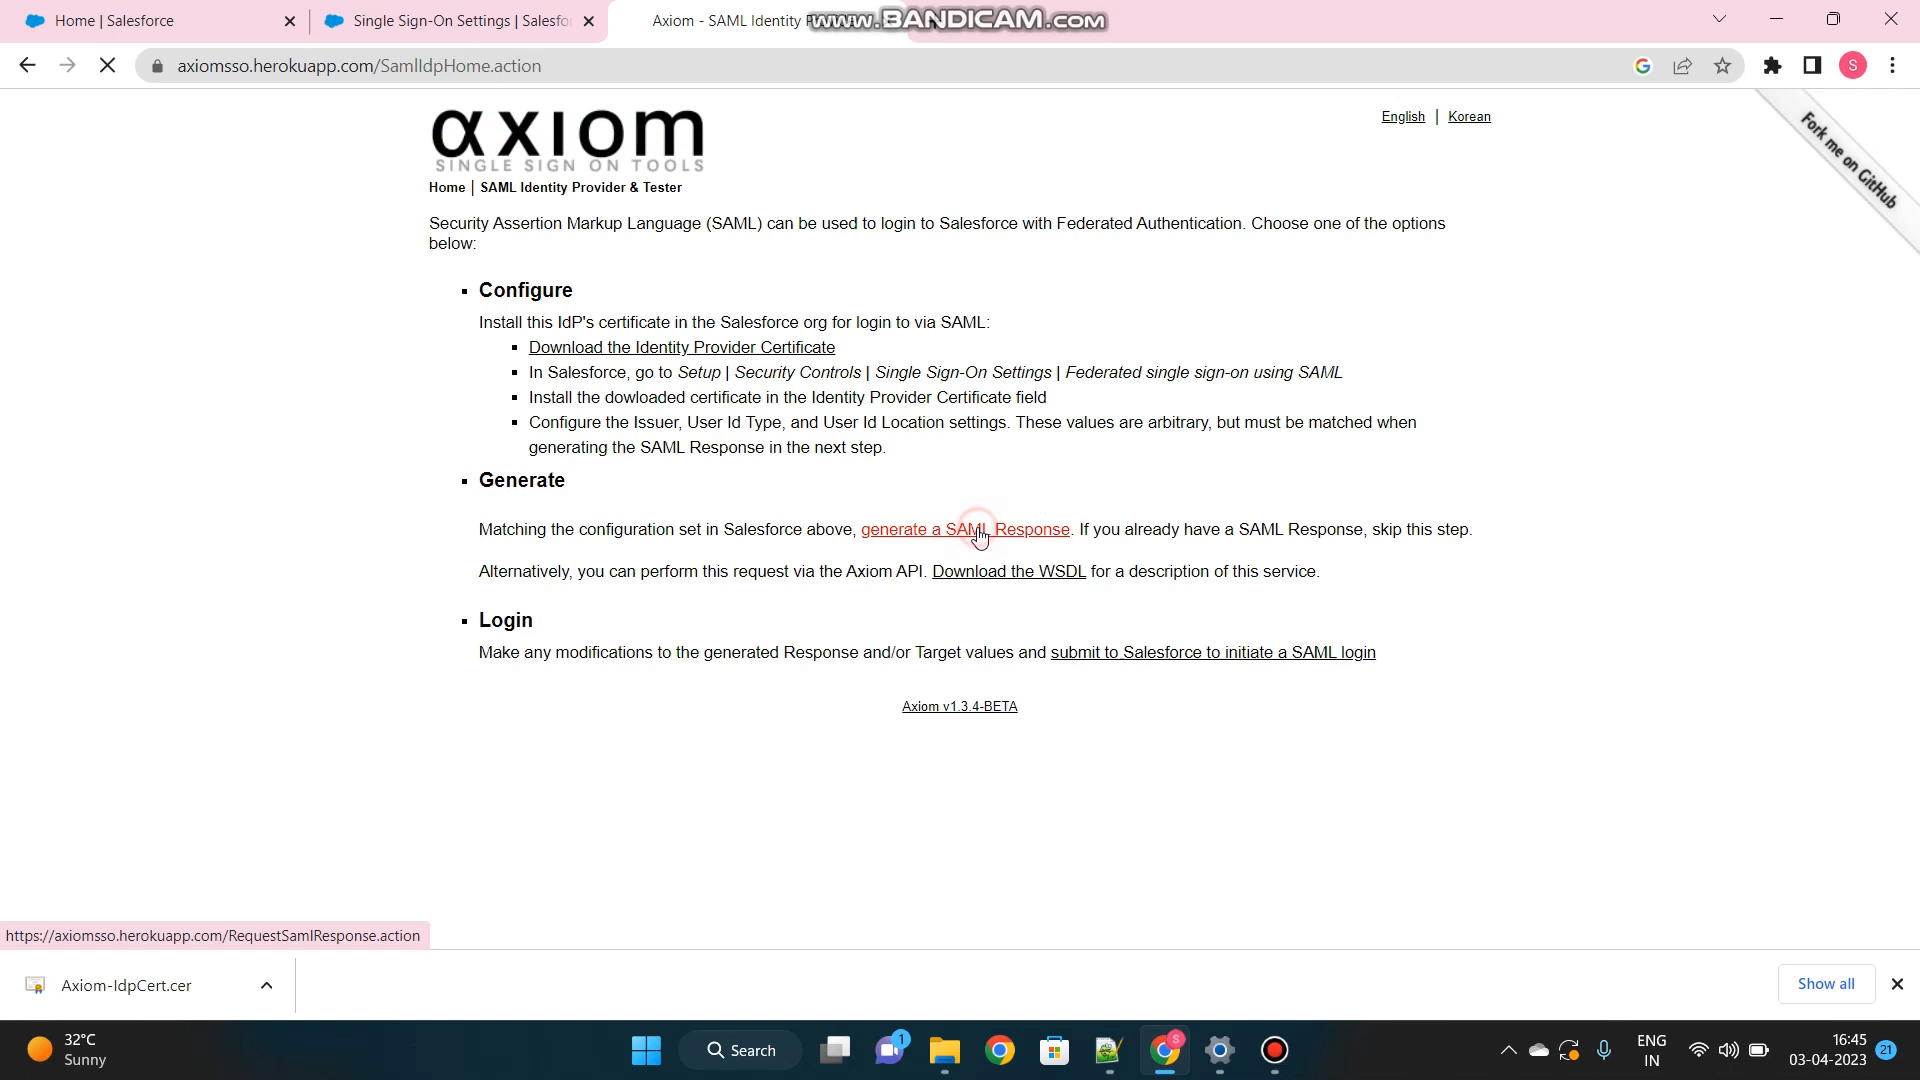 Home | Salesforce
Single Sign-On Settings | Salesfo
Axiom - SAML Identity
www.BANDICAM.com
axiomsso.herokuapp.com/SamlIdpHome.action
S
αxıom
SINGLE SIGN ON TOOLS
English | Korean
Fork me on GitHub
Home | SAML Identity Provider & Tester
Security Assertion Markup Language (SAML) can be used to login to Salesforce with Federated Authentication. Choose one of the options
below:
Configure
Install this IdP's certificate in the Salesforce org for login to via SAML:
Download the Identity Provider Certificate
In Salesforce, go to Setup | Security Controls | Single Sign-On Settings | Federated single sign-on using SAML
Install the dowloaded certificate in the Identity Provider Certificate field
Configure the Issuer, User Id Type, and User Id Location settings. These values are arbitrary, but must be matched when
generating the SAML Response in the next step.
Generate
Matching the configuration set in Salesforce above, generate a SAML Response. If you already have a SAML Response, skip this step.
Alternatively, you can perform this request via the Axiom API. Download the WSDL for a description of this service.
Login
Make any modifications to the generated Response and/or Target values and submit to Salesforce to initiate a SAML login
Axiom v1.3.4-BETA
https://axiomsso.herokuapp.com/RequestSamlResponse.action
Axiom-IdpCert.cer
Show all
32°C
Sunny
Search
1
S
ENG
IN
16:45
03-04-2023
21